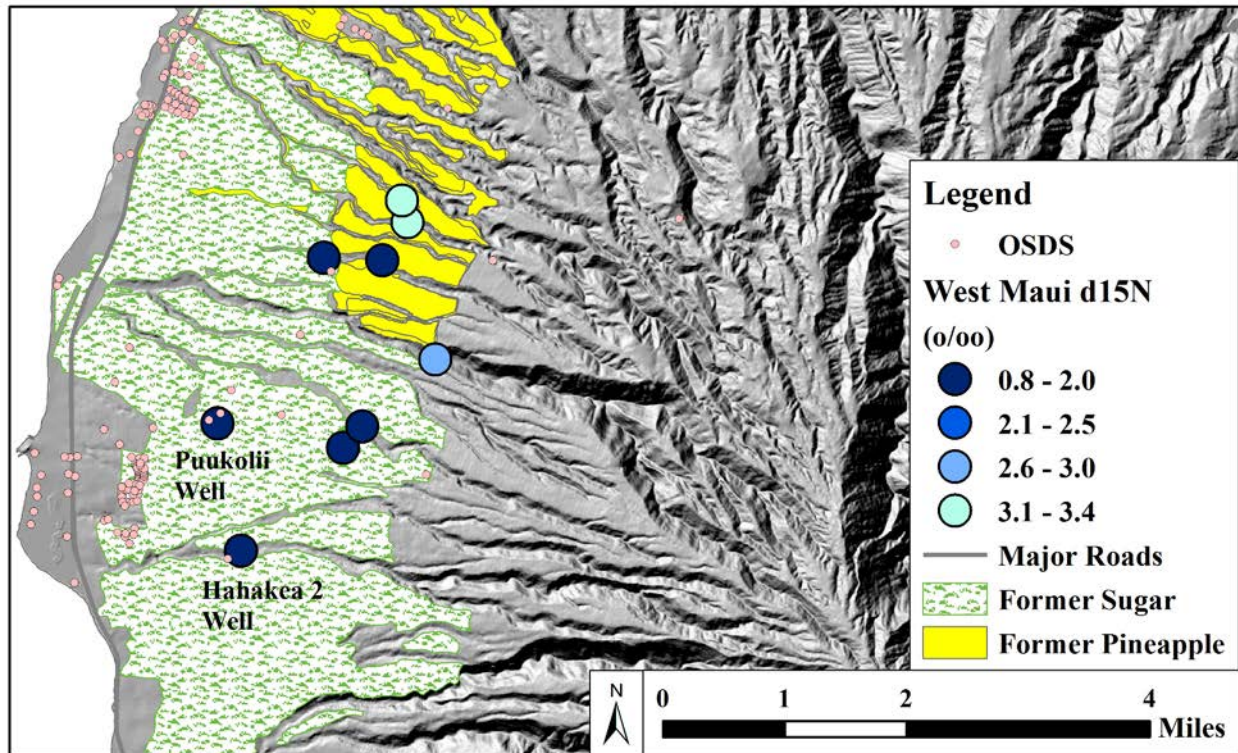 Puukolii
Well
Hahakea 2
Well
Legend
OSDS
West Maui d15N
(o/oo)
0.8 - 2.0
2.1 - 2.5
2.6 - 3.0
3.1 - 3.4
Major Roads
Former Sugar
Former Pineapple
N
0 1 2 4
Miles